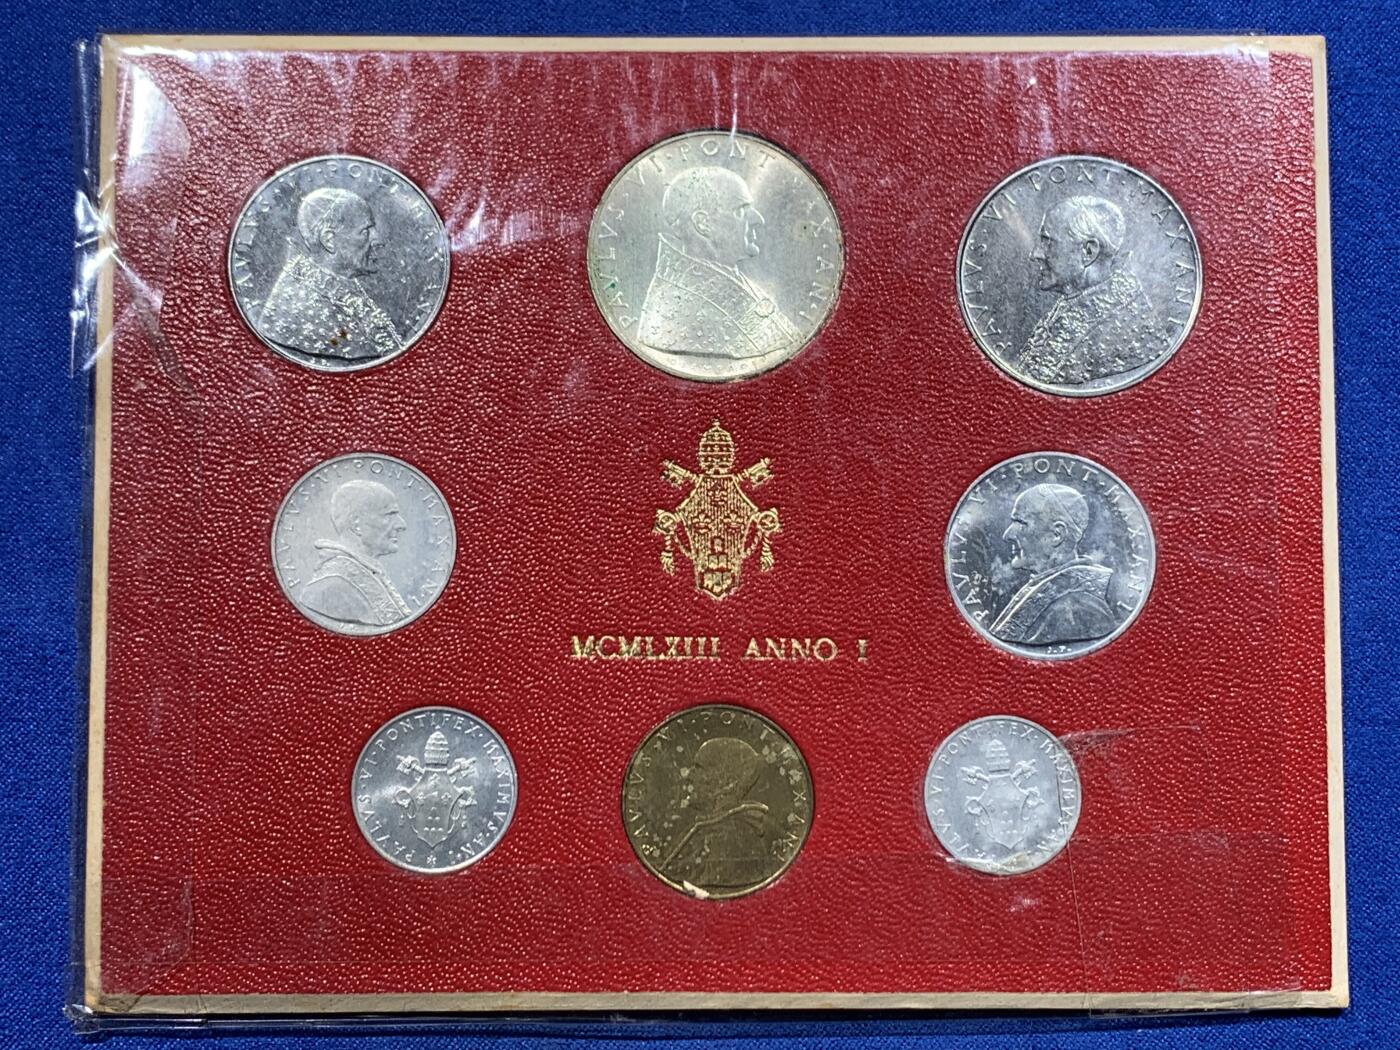 PAVLVS VI · PONT · MAX · AN I
PAVLVS VI · PONT MAX · AN I
PAVLVS VI PONT · MAX AN I
PAVLVS VI · PONT · MAX · AN I
PAVLVS VI · PONT · MAX · AN I
J.P.
MCMLXIII ANNO I
PAVLVS · VI · PONTIFEX · MAXIMVS · AN · I
PAVLVS VI · PONT · MAX · AN I
PAVLVS VI · PONTIFEX · MAXIMVS AN